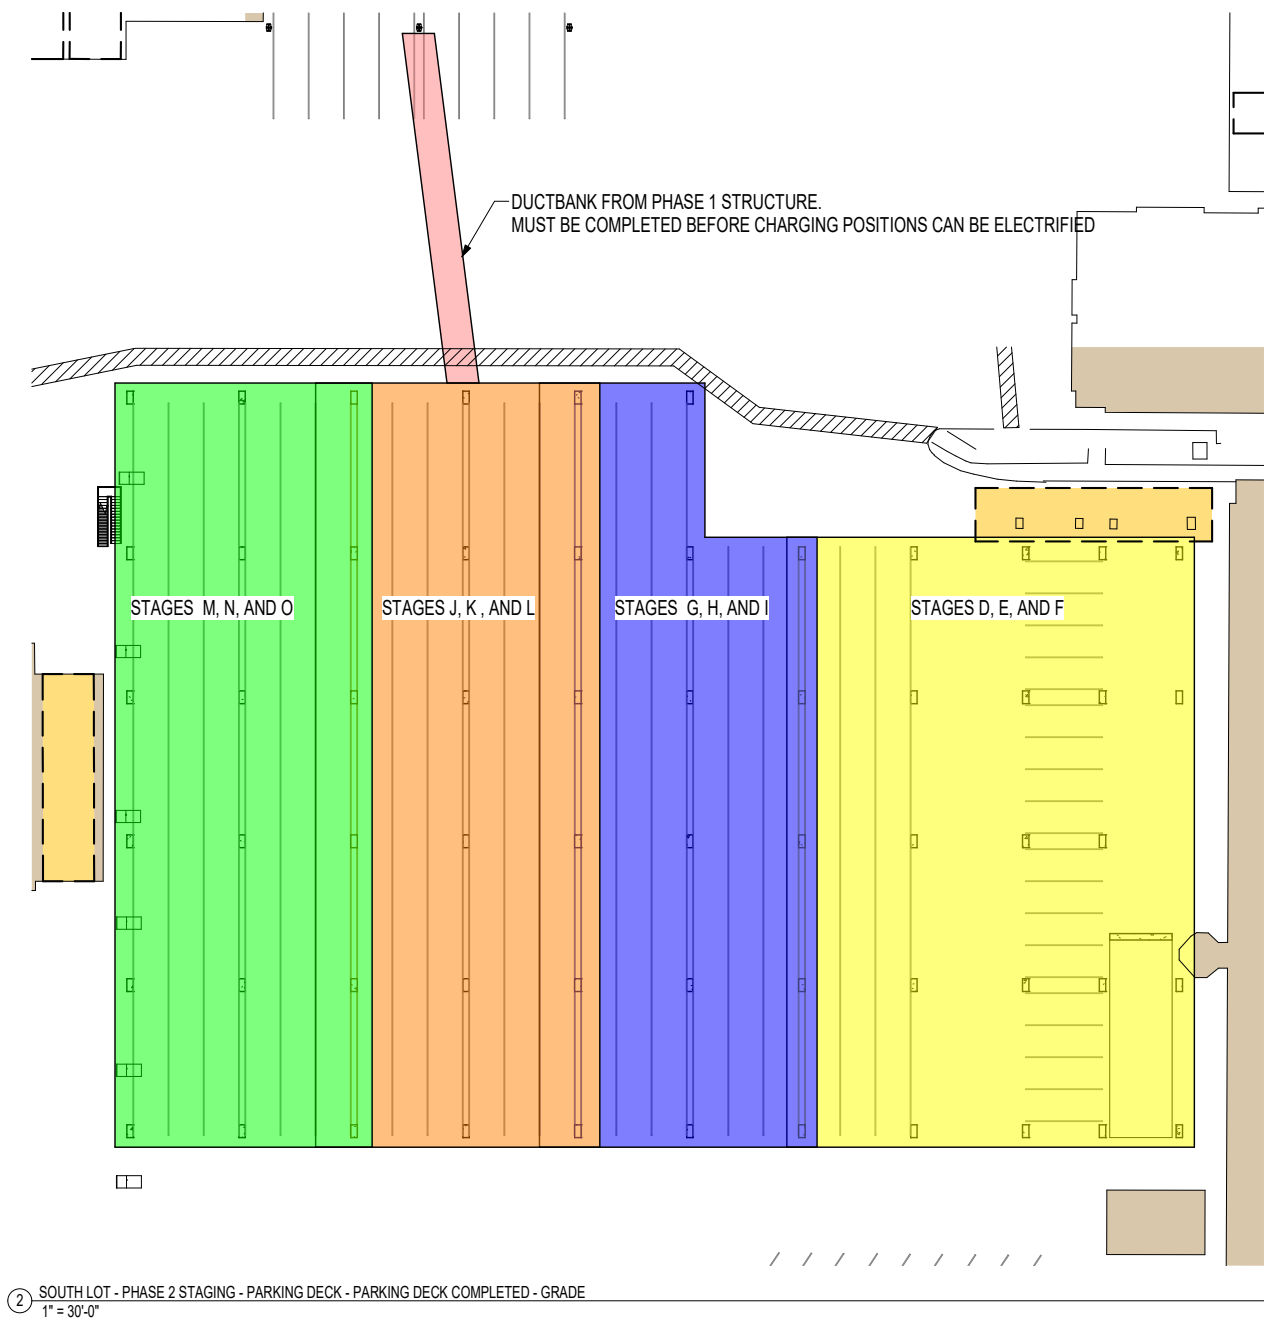 DUCTBANK FROM PHASE 1 STRUCTURE.
MUST BE COMPLETED BEFORE CHARGING POSITIONS CAN BE ELECTRIFIED
STAGES M, N, AND O
STAGES J, K , AND L
STAGES G, H, AND I
STAGES D, E, AND F
2
SOUTH LOT - PHASE 2 STAGING - PARKING DECK - PARKING DECK COMPLETED - GRADE
1" = 30'-0"